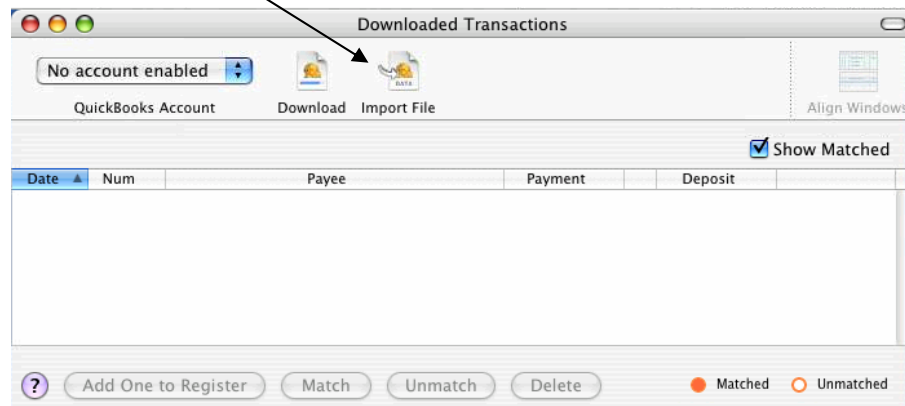 Downloaded Transactions
No account enabled
DATA
QuickBooks Account Download Import File Align Windows
Show Matched
Date Num Payee Payment Deposit
? Add One to Register Match Unmatch Delete Matched Unmatched